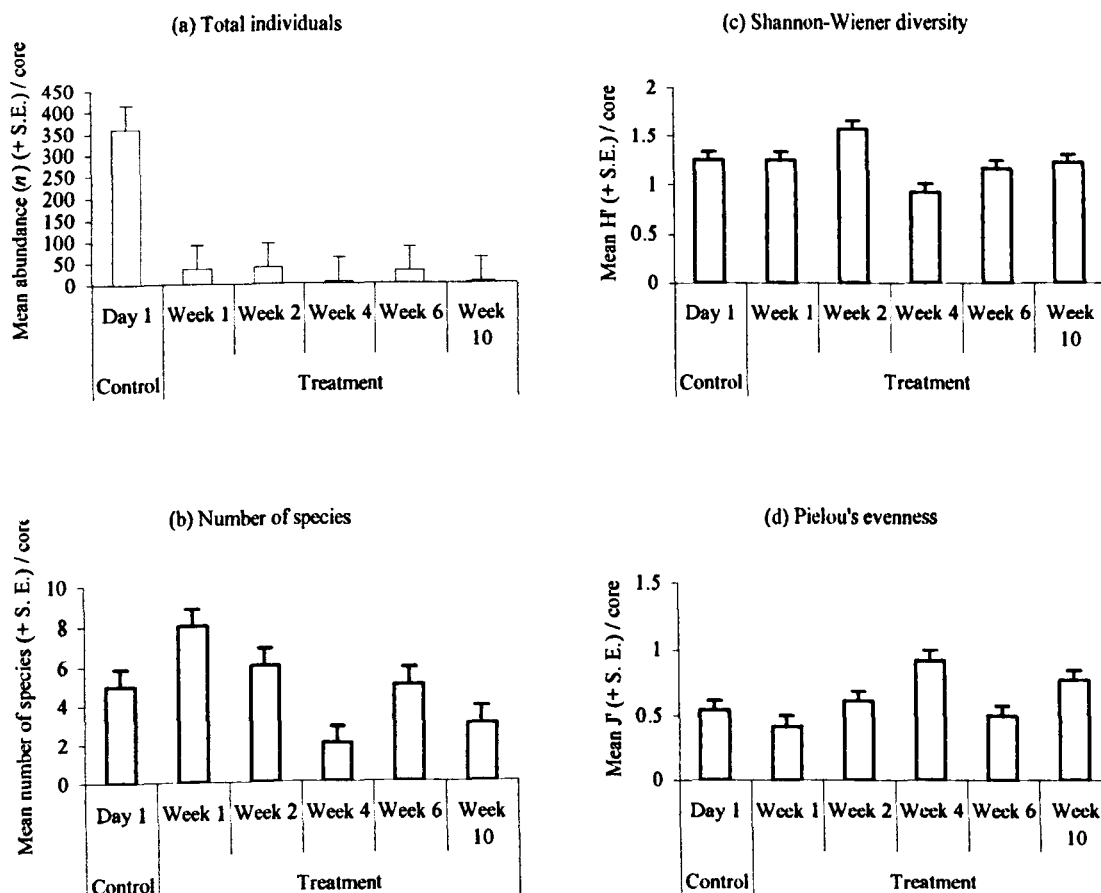 (a) Total individuals
Mean abundance (n) (+ S.E.) / core
450
400
350
300
250
200
150
100
50
0
Day 1 Week 1 Week 2 Week 4 Week 6 Week 10
Control Treatment
(c) Shannon-Wiener diversity
Mean H' (+ S.E.) / core
2
1.5
1
0.5
0
Day 1 Week 1 Week 2 Week 4 Week 6 Week 10
Control Treatment
(b) Number of species
Mean number of species (+ S. E.) / core
10
8
6
4
2
0
Day 1 Week 1 Week 2 Week 4 Week 6 Week 10
Control Treatment
(d) Pielou's evenness
Mean J' (+ S. E.) / core
1.5
1
0.5
0
Day 1 Week 1 Week 2 Week 4 Week 6 Week 10
Control Treatment